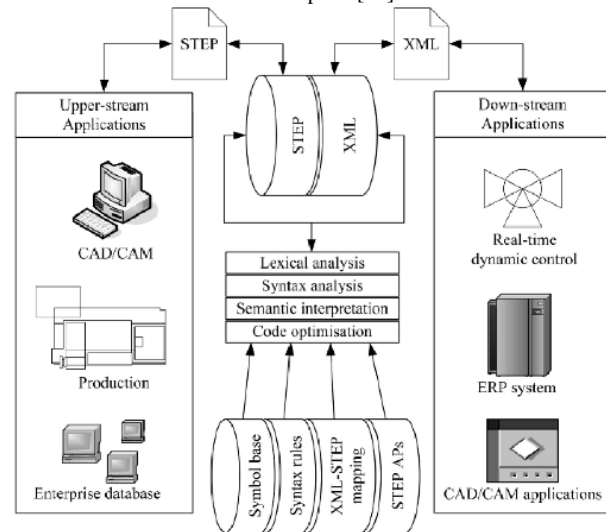 STEP
XML
Upper-stream
Applications
CAD/CAM
Production
Enterprise database
STEP
XML
Lexical analysis
Syntax analysis
Semantic interpretation
Code optimisation
Symbol base
Syntax rules
XML-STEP
mapping
STEP APs
Down-stream
Applications
Real-time
dynamic control
ERP system
CAD/CAM applications